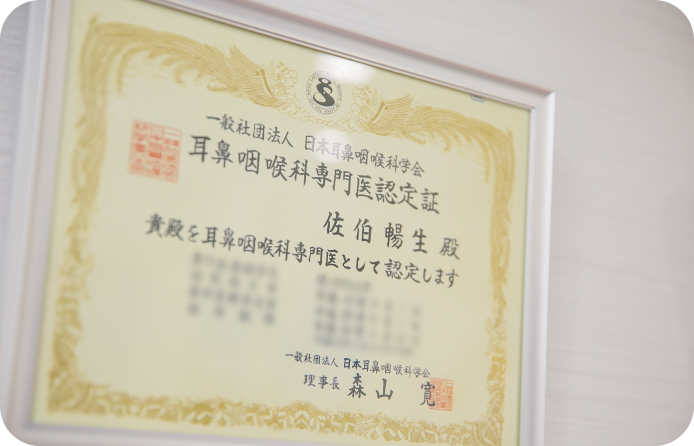 一般社団法人 日本耳鼻咽喉科学会
耳鼻咽喉科専門医認定証
佐伯暢生 殿
貴殿を耳鼻咽喉科専門医として認定します
一般社団法人 日本耳鼻咽喉科学会
理事長 森山 寛